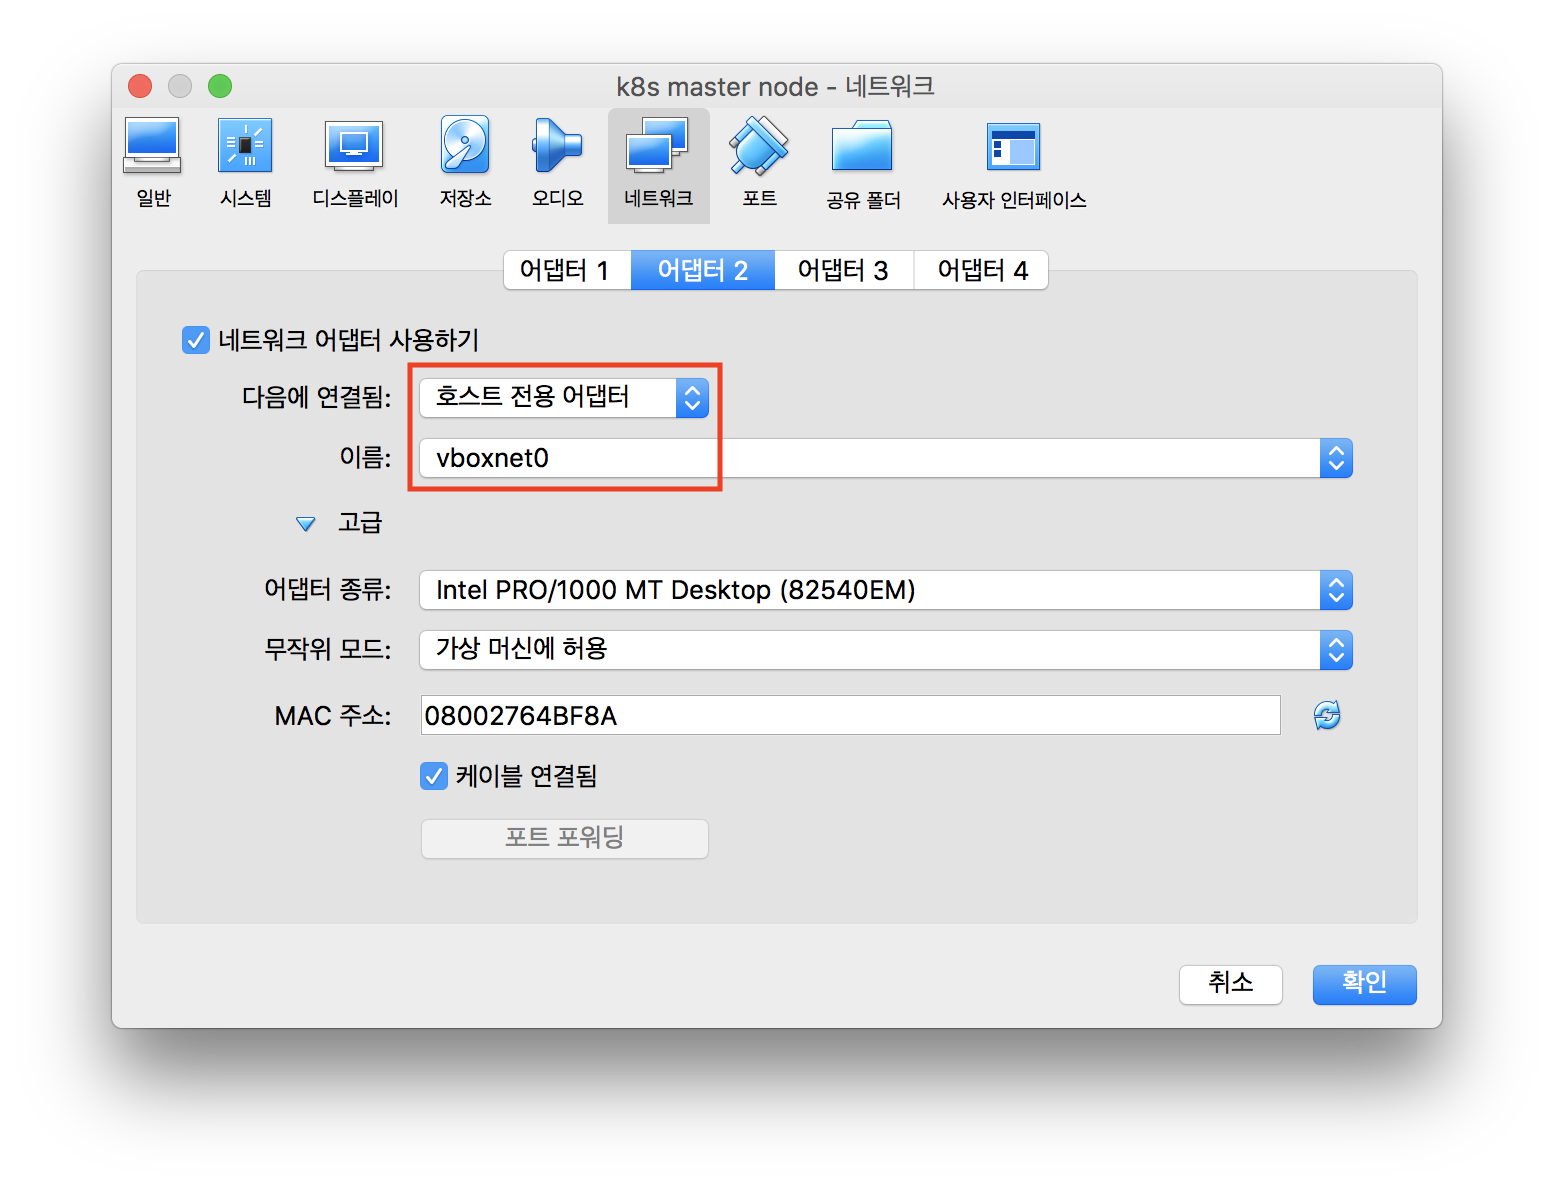 k8s master node - 네트워크
일반 시스템 디스플레이 저장소 오디오 네트워크 포트 공유 폴더 사용자 인터페이스
어댑터 1 어댑터 2 어댑터 3 어댑터 4
네트워크 어댑터 사용하기
다음에 연결됨: 호스트 전용 어댑터
이름: vboxnet0
고급
어댑터 종류: Intel PRO/1000 MT Desktop (82540EM)
무작위 모드: 가상 머신에 허용
MAC 주소: 08002764BF8A
케이블 연결됨
포트 포워딩
취소 확인